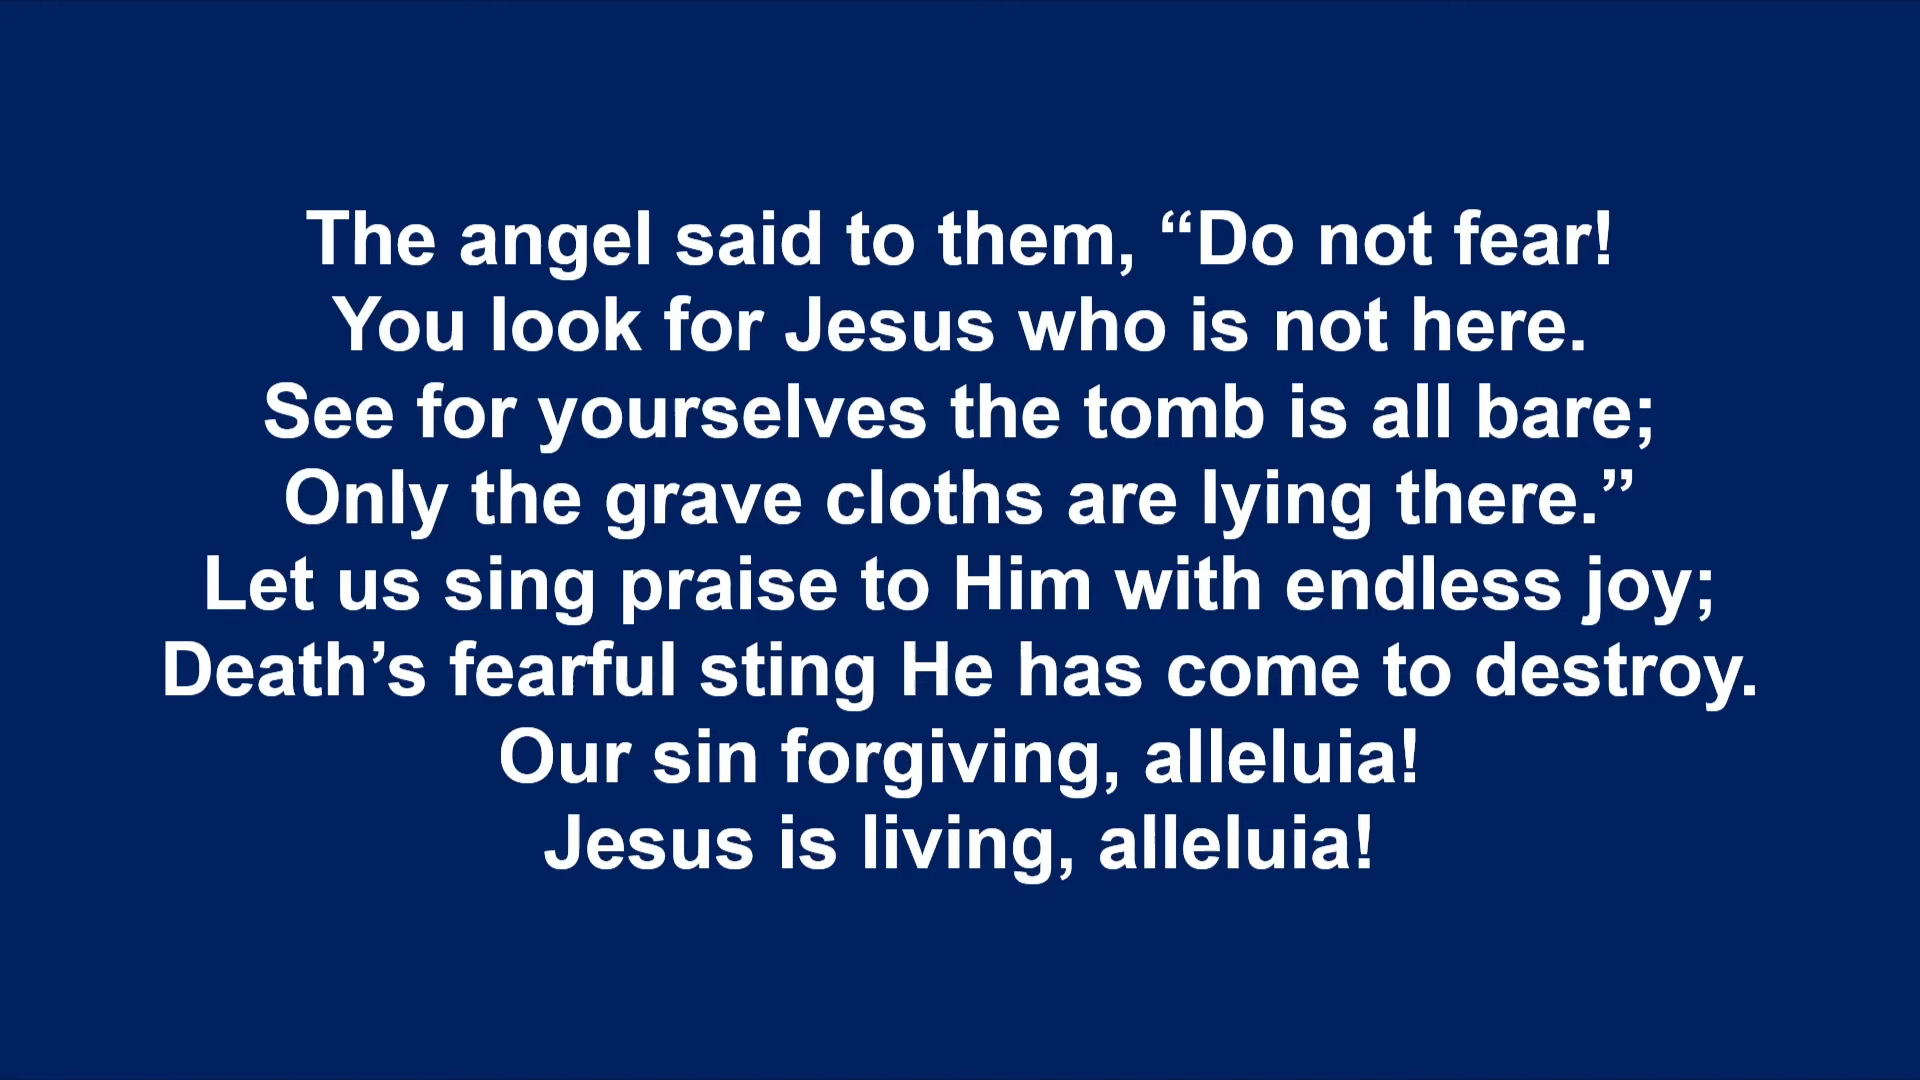 The angel said to them, “Do not fear!
You look for Jesus who is not here.
See for yourselves the tomb is all bare;
Only the grave cloths are lying there.”
Let us sing praise to Him with endless joy;
Death’s fearful sting He has come to destroy.
Our sin forgiving, alleluia!
Jesus is living, alleluia!